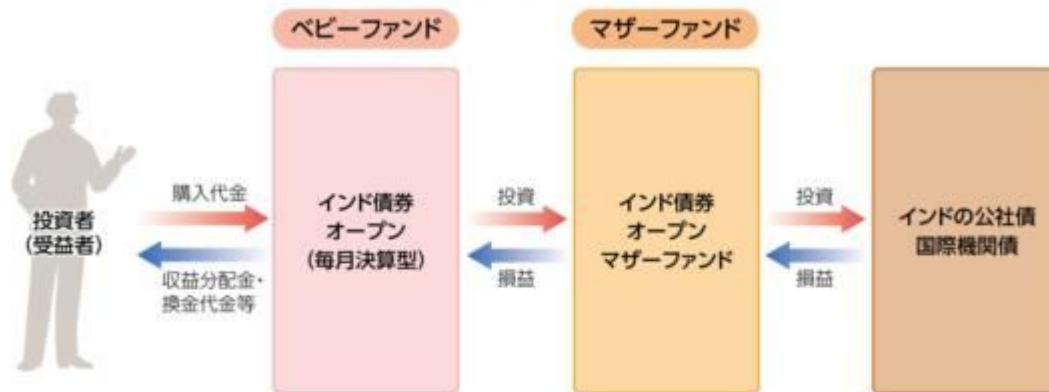 ベビーファンド
マザーファンド
投資者
(受益者)
購入代金
収益分配金・
換金代金等
インド債券
オープン
(毎月決算型)
投資
損益
インド債券
オープン
マザーファンド
投資
損益
インドの公社債
国際機関債